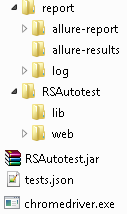 report
allure-report
allure-results
log
RSAutotest
lib
web
RSAutotest.jar
tests.json
chromedriver.exe